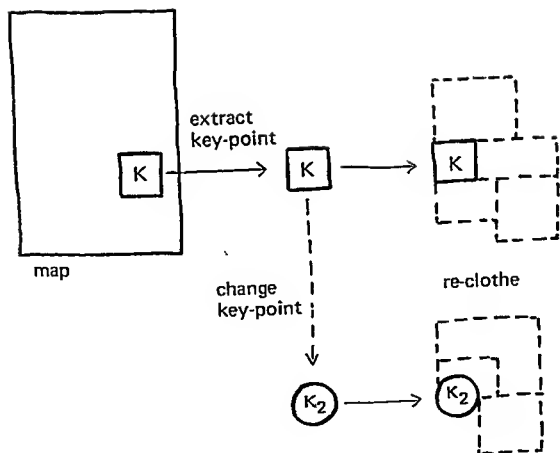 extract
key-point
K
K
K
map
change
key-point
re-clothe
K₂
K₂